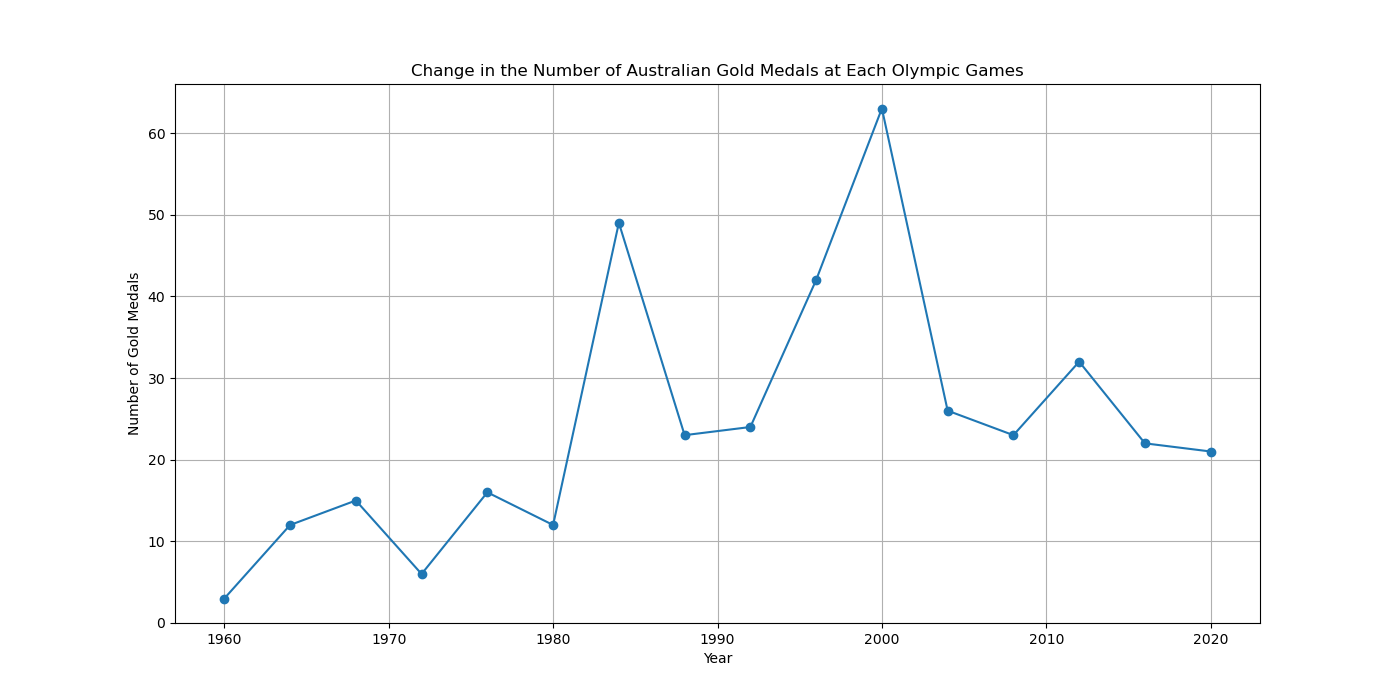 Change in the Number of Australian Gold Medals at Each Olympic Games
Number of Gold Medals
60
50
40
30
20
10
0
1960 1970 1980 1990 2000 2010 2020
Year